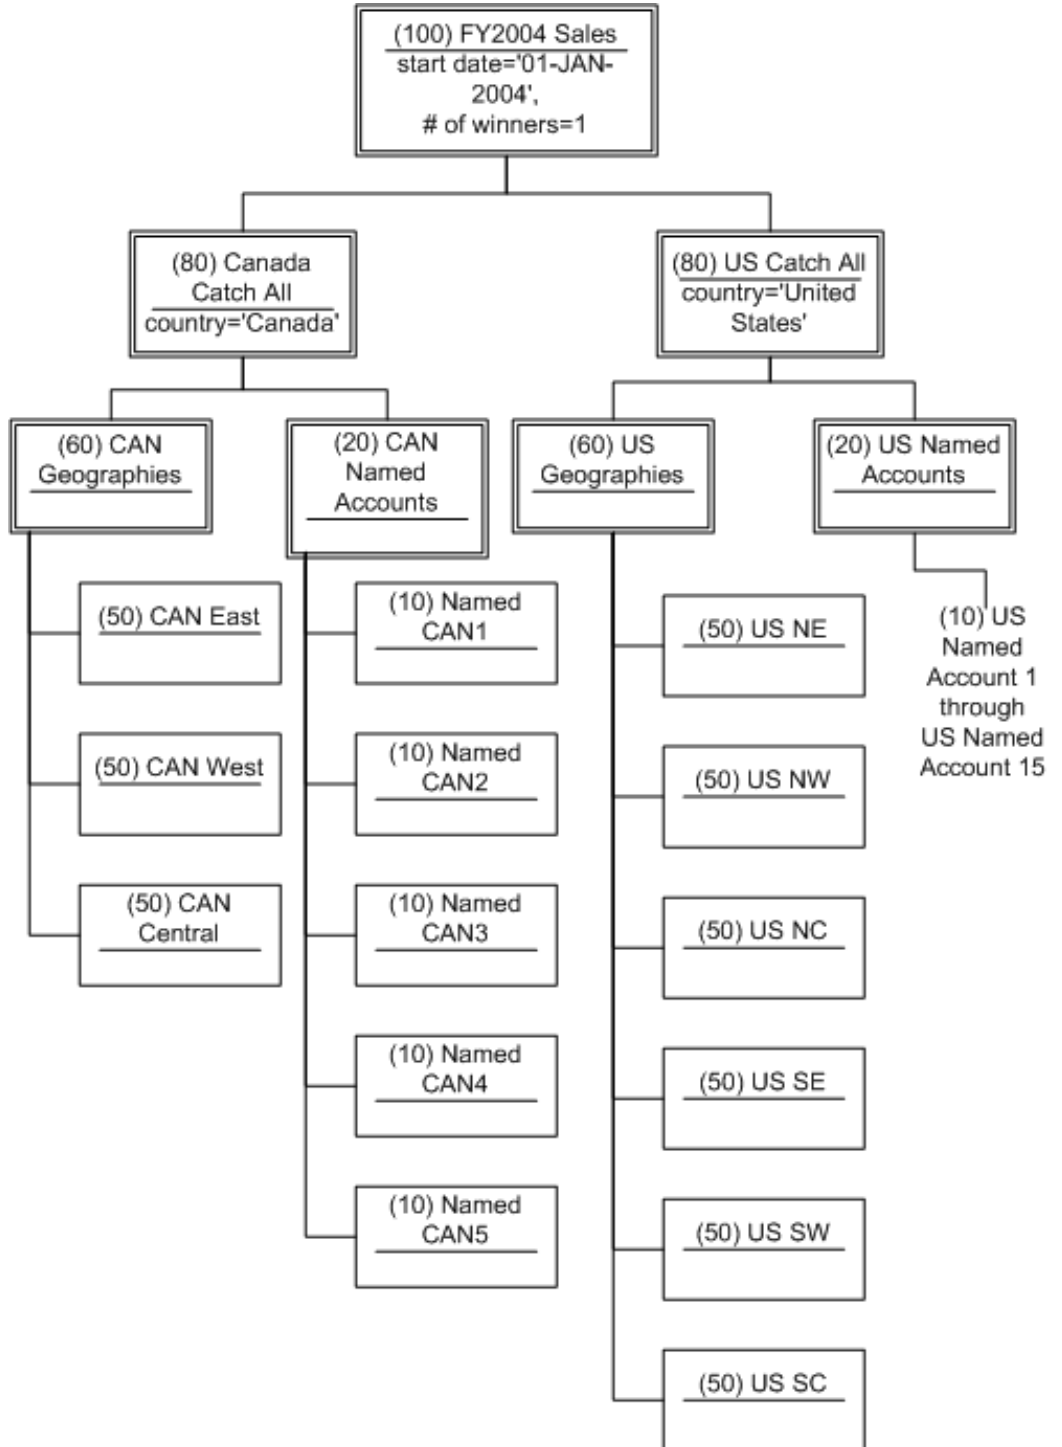 (100) FY2004 Sales
start date='01-JAN-
2004',
# of winners=1
(80) Canada
Catch All
country='Canada'
(80) US Catch All
country='United
States'
(60) CAN
Geographies
(20) CAN
Named
Accounts
(60) US
Geographies
(20) US Named
Accounts
(50) CAN East
(50) CAN West
(50) CAN
Central
(10) Named
CAN1
(10) Named
CAN2
(10) Named
CAN3
(10) Named
CAN4
(10) Named
CAN5
(50) US NE
(50) US NW
(50) US NC
(50) US SE
(50) US SW
(50) US SC
(10) US
Named
Account 1
through
US Named
Account 15